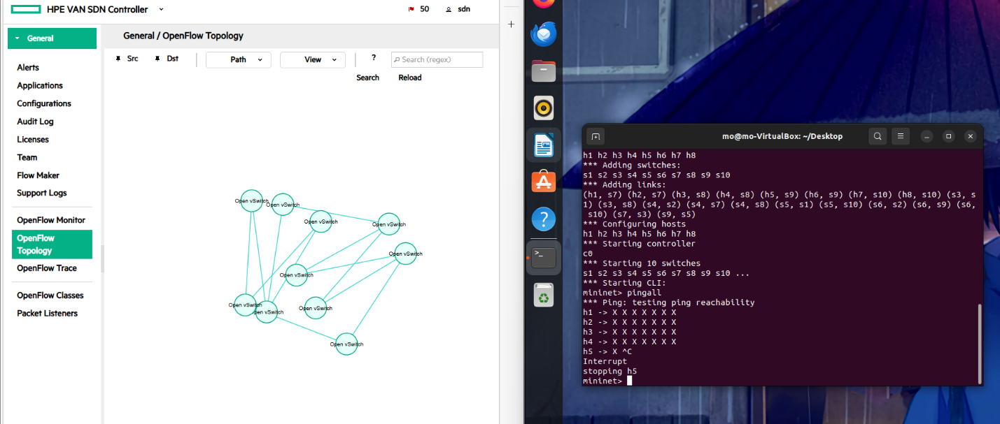 HPE VAN SDN Controller
50
sdn
General
General / OpenFlow Topology
Src
Dst
Path
View
?
Search (regex)
Search
Reload
Alerts
Applications
Configurations
Audit Log
Licenses
Team
Flow Maker
Support Logs
OpenFlow Monitor
OpenFlow
Topology
OpenFlow Trace
OpenFlow Classes
Packet Listeners
Open vSwitch
Open vSwitch
Open vSwitch
Open vSwitch
Open vSwitch
Open vSwitch
Open vSwitch
Open vSwitch
Open vSwitch
Open vSwitch
mo@mo-VirtualBox: ~/Desktop
h1 h2 h3 h4 h5 h6 h7 h8
*** Adding switches:
s1 s2 s3 s4 s5 s6 s7 s8 s9 s10
*** Adding links:
(h1, s7) (h2, s7) (h3, s8) (h4, s8) (h5, s9) (h6, s9) (h7, s10) (h8, s10) (s3, s
1) (s3, s8) (s4, s2) (s4, s7) (s4, s8) (s5, s1) (s5, s10) (s6, s2) (s6, s9) (s6,
s10) (s7, s3) (s9, s5)
*** Configuring hosts
h1 h2 h3 h4 h5 h6 h7 h8
*** Starting controller
c0
*** Starting 10 switches
s1 s2 s3 s4 s5 s6 s7 s8 s9 s10 ...
*** Starting CLI:
mininet> pingall
*** Ping: testing ping reachability
h1 -> X X X X X X X
h2 -> X X X X X X X
h3 -> X X X X X X X
h4 -> X X X X X X X
h5 -> X ^C
Interrupt
stopping h5
mininet>